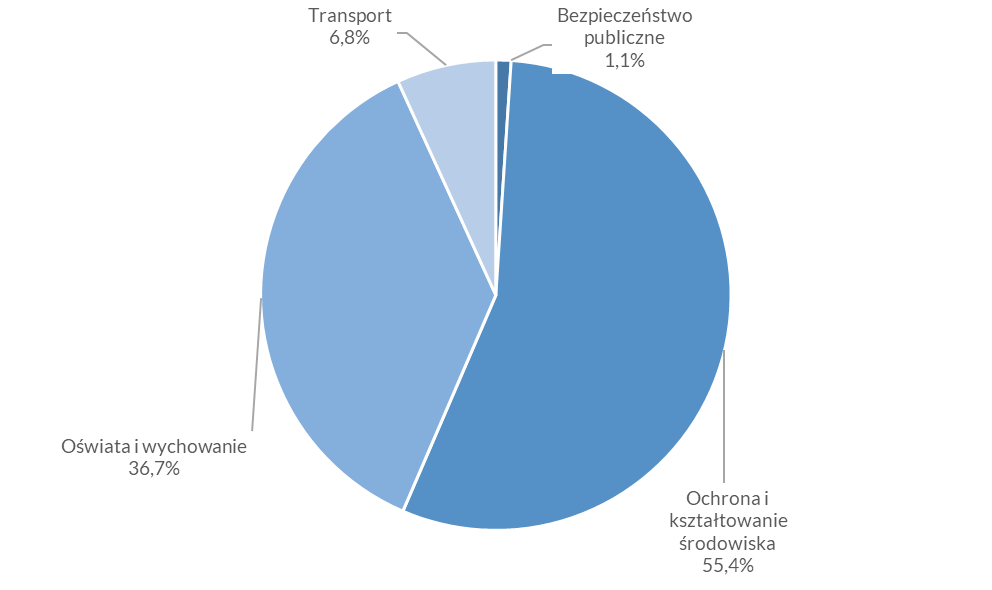 Transport
6,8%
Bezpieczeństwo
publiczne
1,1%
Oświata i wychowanie
36,7%
Ochrona i
kształtowanie
środowiska
55,4%